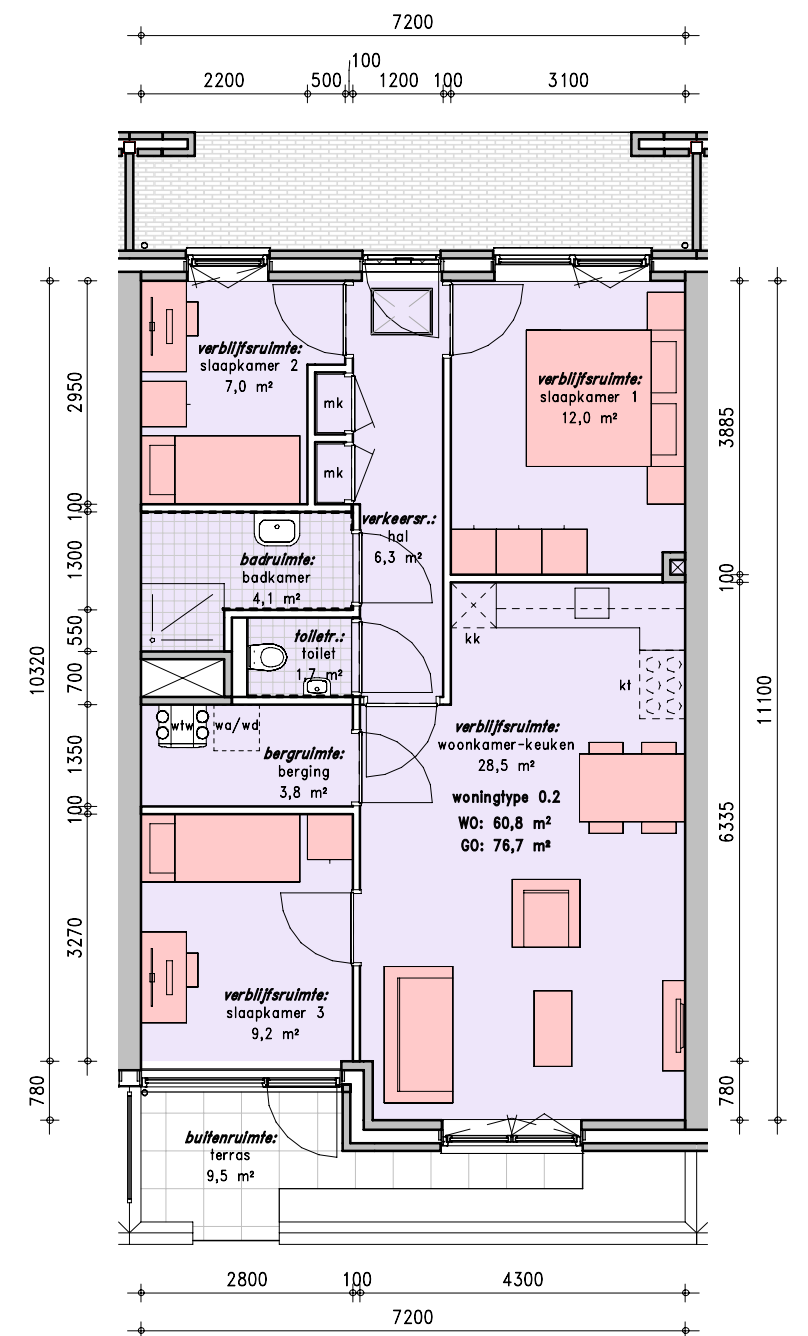 7200
100
2200 500 1200 100 3100
verblijfsruimte:
slaapkamer 2
7,0 m²
verblijfsruimte:
slaapkamer 1
12,0 m²
mk
mk
verkeersr.:
hal
6,3 m²
badruimte:
badkamer
4,1 m²
toiletr.:
toilet
1,7 m²
kk
kt
wtw
wa/wd
bergruimte:
berging
3,8 m²
verblijfsruimte:
woonkamer-keuken
28,5 m²
woningtype 0.2
WO: 60,8 m²
GO: 76,7 m²
verblijfsruimte:
slaapkamer 3
9,2 m²
buitenruimte:
terras
9,5 m²
2950
100
1300
550
700
1350
100
3270
780
10320
3885
100
6335
780
11100
2800 100 4300
7200